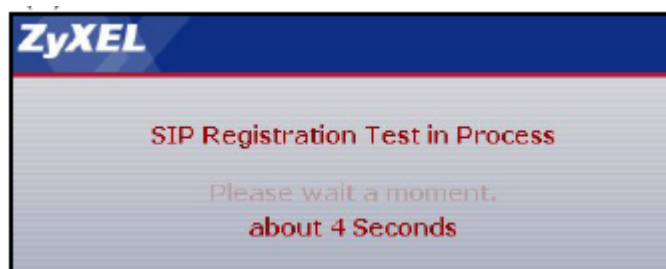 ZyXEL
SIP Registration Test in Process
Please wait a moment.
about 4 Seconds